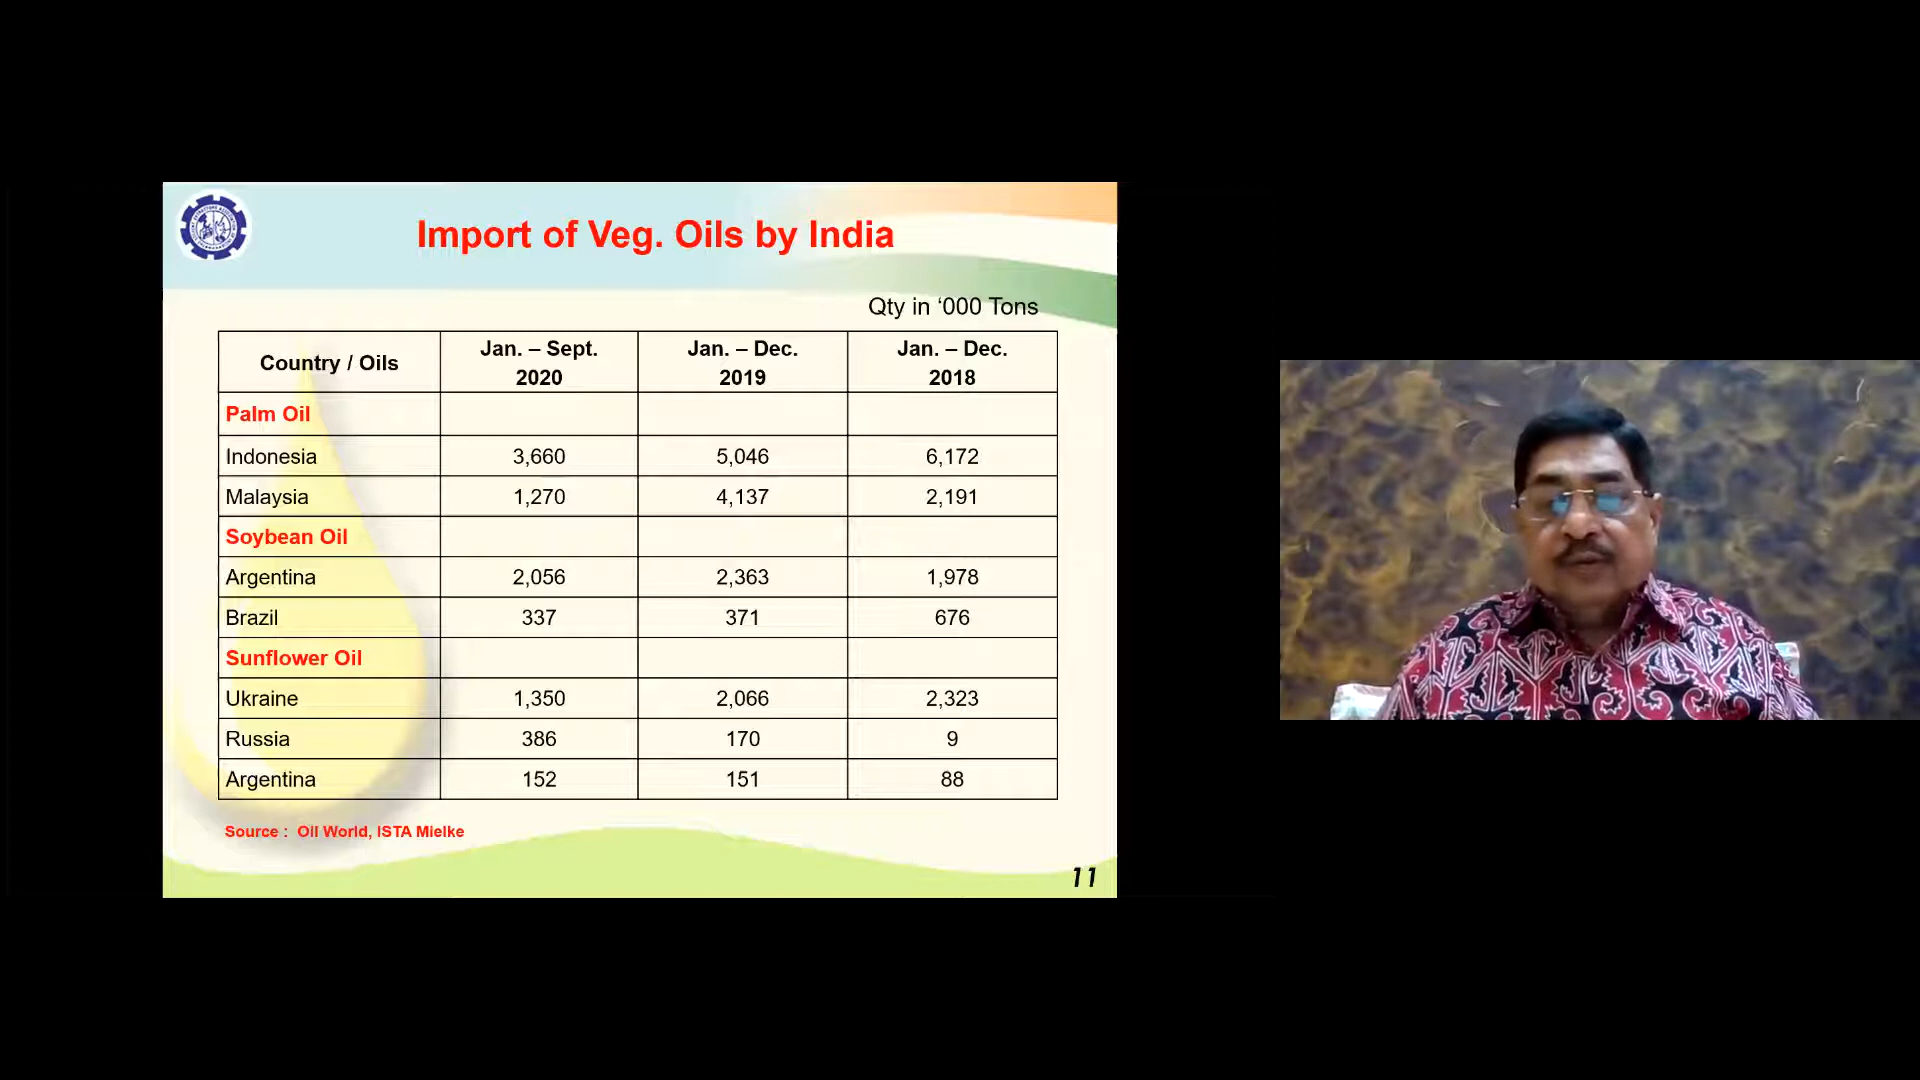 Import of Veg. Oils by India
Qty in ‘000 Tons
Country / Oils
Jan. – Sept.
2020
Jan. – Dec.
2019
Jan. – Dec.
2018
Palm Oil
Indonesia 3,660 5,046 6,172
Malaysia 1,270 4,137 2,191
Soybean Oil
Argentina 2,056 2,363 1,978
Brazil 337 371 676
Sunflower Oil
Ukraine 1,350 2,066 2,323
Russia 386 170 9
Argentina 152 151 88
Source : Oil World, ISTA Mielke
11